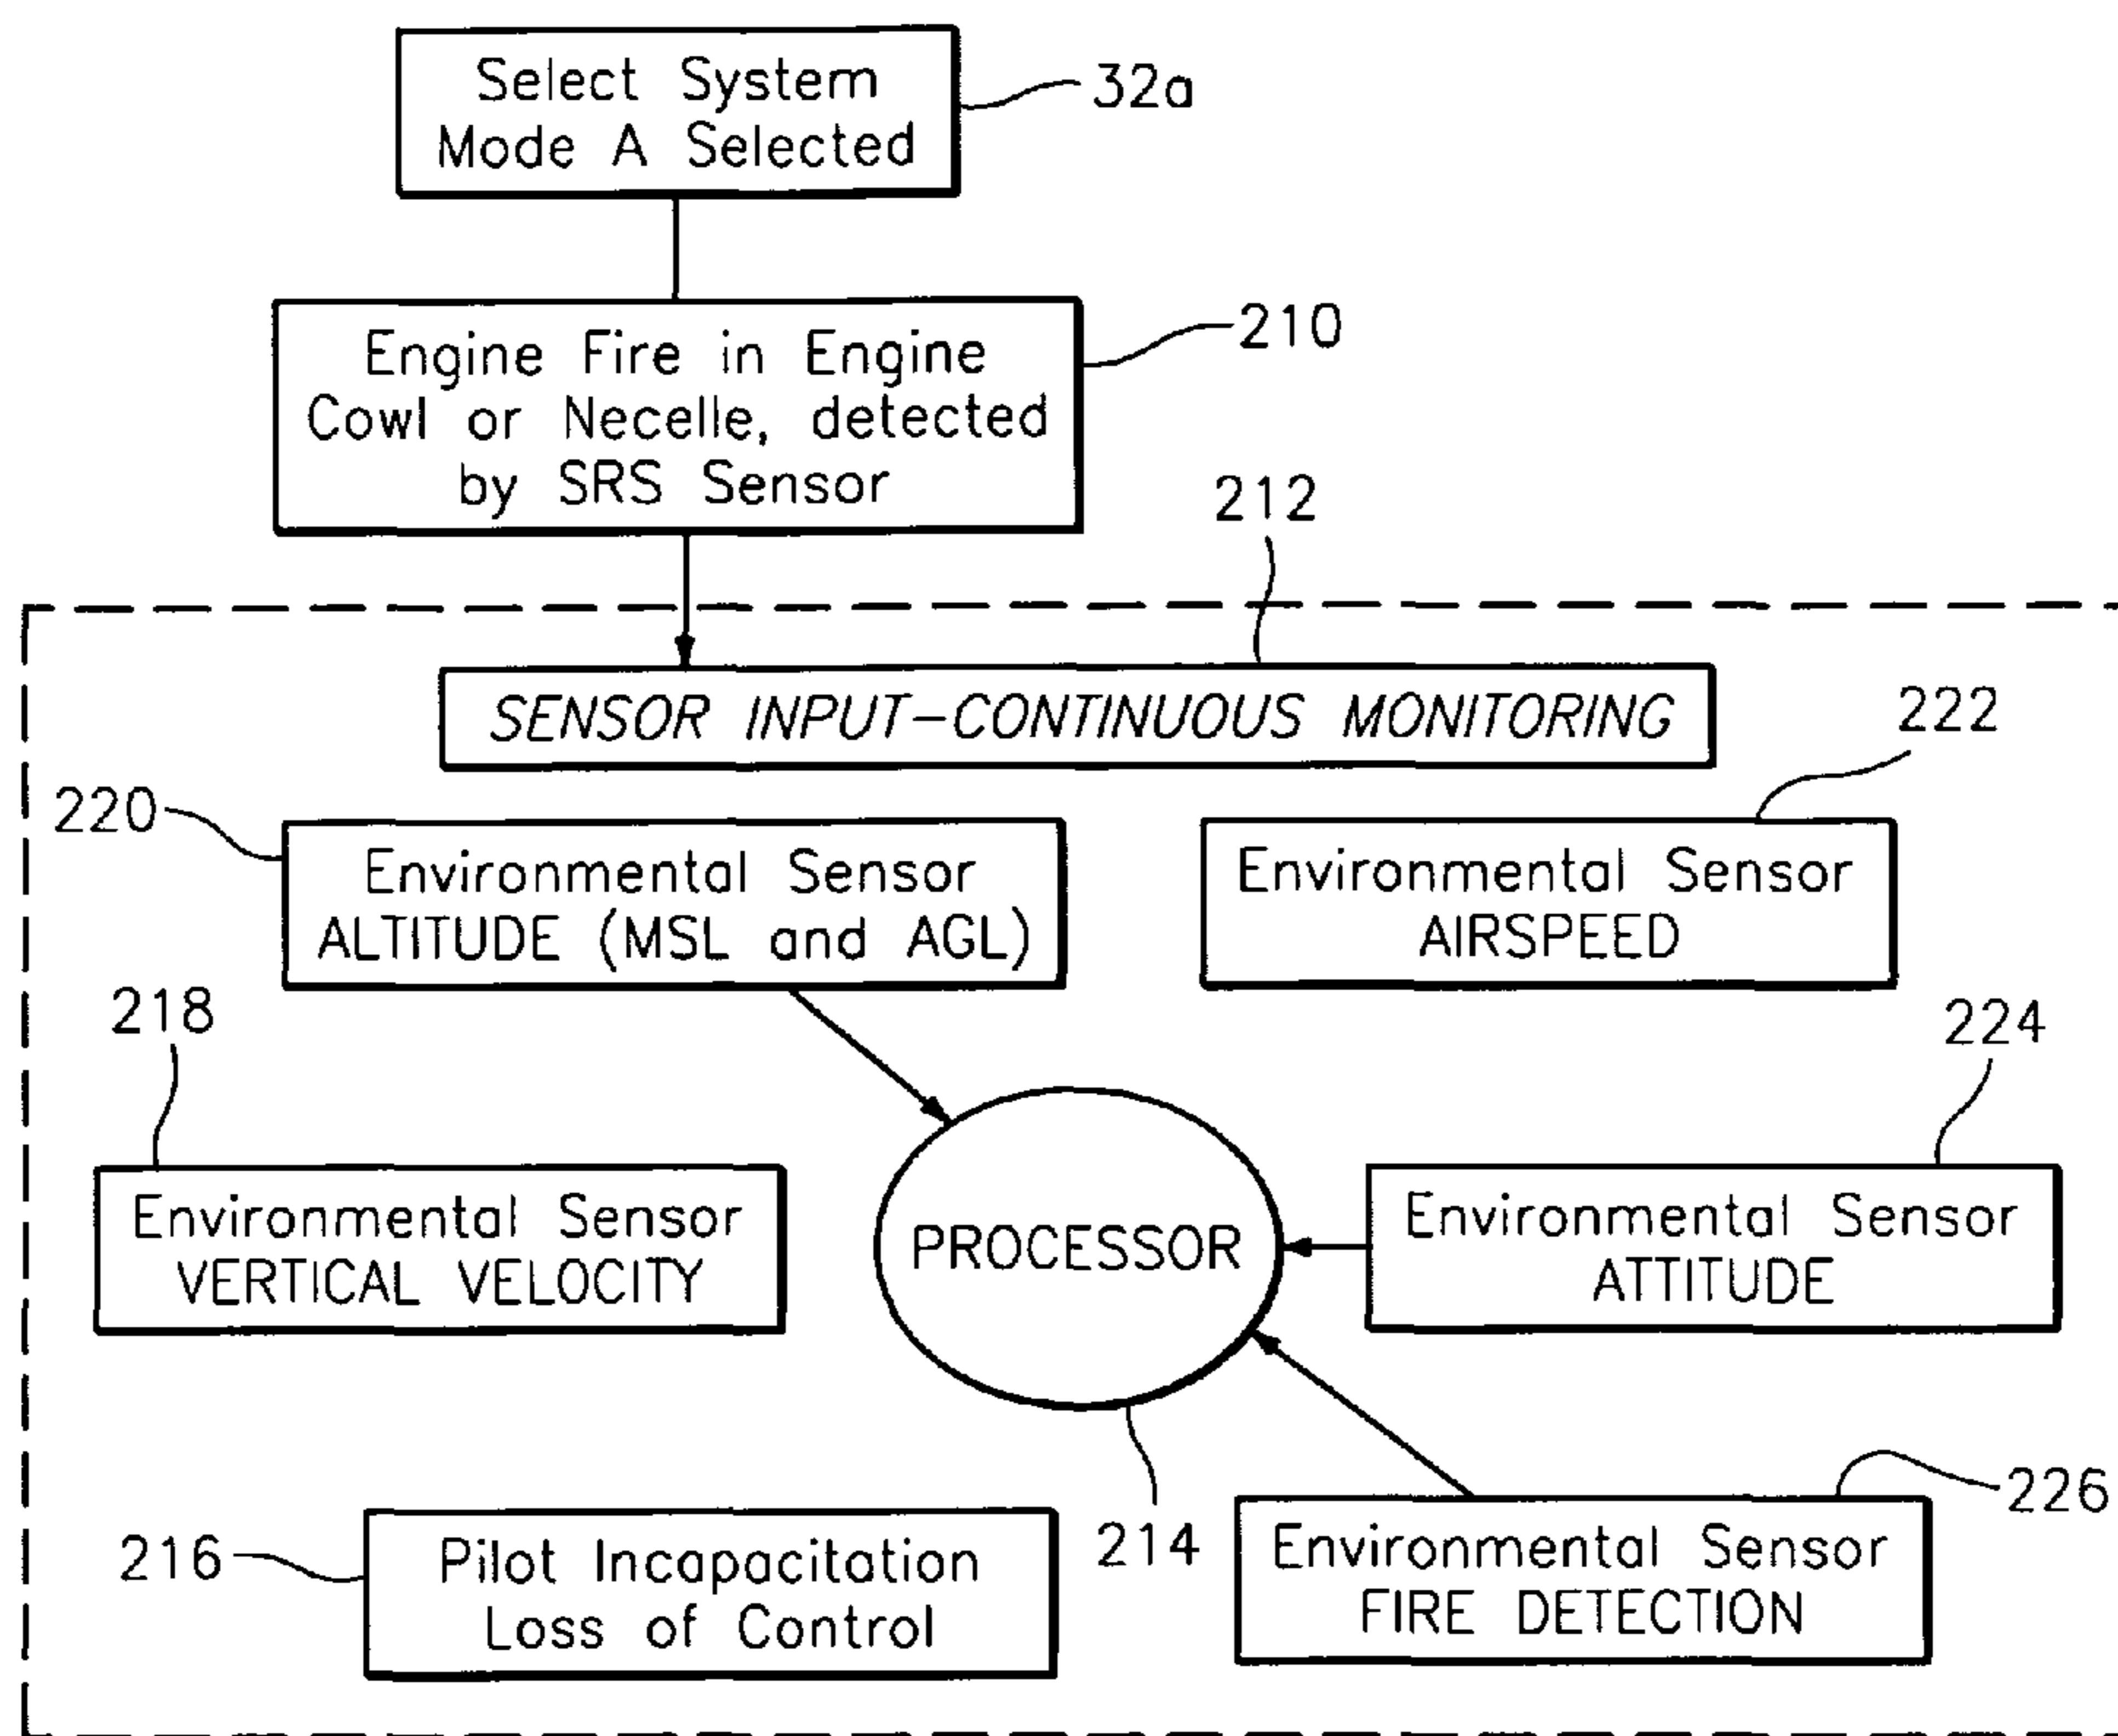 Select System
Mode A Selected
32a
Engine Fire in Engine
Cowl or Necelle, detected
by SRS Sensor
210
212
SENSOR INPUT-CONTINUOUS MONITORING
220
Environmental Sensor
ALTITUDE (MSL and AGL)
222
Environmental Sensor
AIRSPEED
218
Environmental Sensor
VERTICAL VELOCITY
PROCESSOR
224
Environmental Sensor
ATTITUDE
216
Pilot Incapacitation
Loss of Control
214
226
Environmental Sensor
FIRE DETECTION